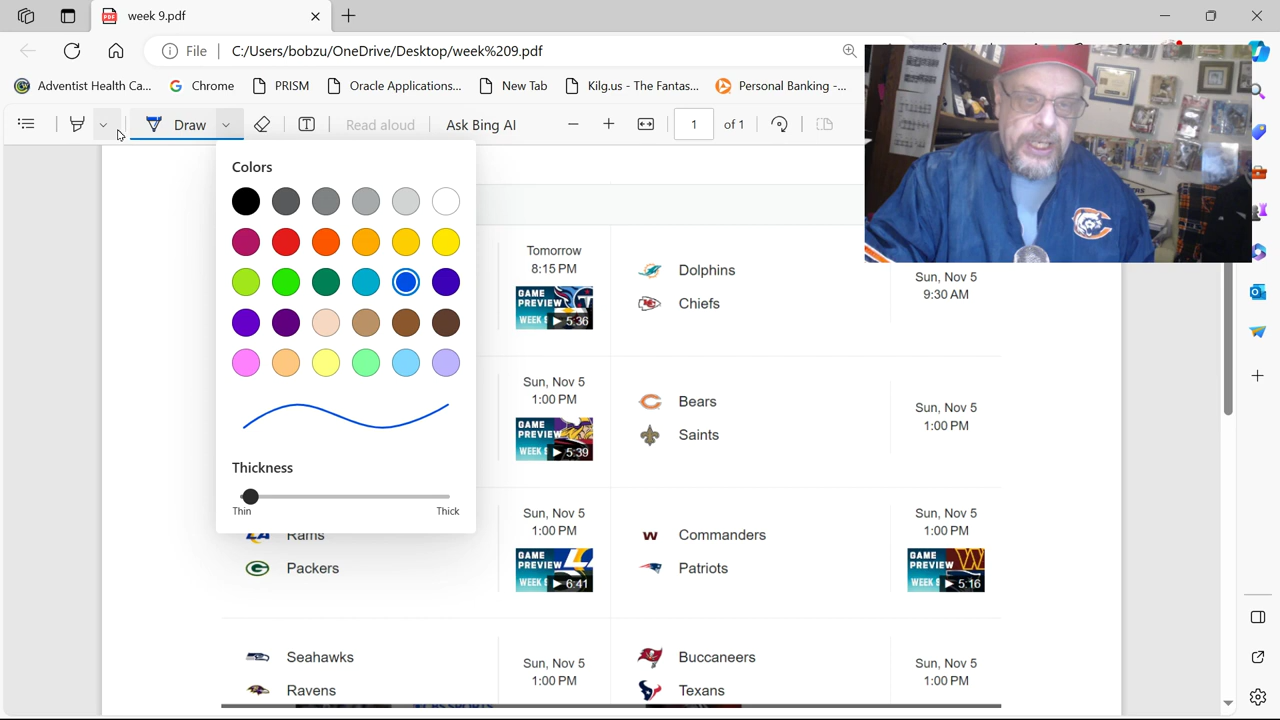 week 9.pdf
File
C:/Users/bobzu/OneDrive/Desktop/week%209.pdf
Adventist Health Ca...
Chrome
PRISM
Oracle Applications...
New Tab
Kilg.us - The Fantas...
Personal Banking -...
Draw
Read aloud
Ask Bing AI
1
of 1
Colors
Thickness
Thin
Thick
Tomorrow
8:15 PM
GAME
PREVIEW
WEEK
5:36
Dolphins
Chiefs
Sun, Nov 5
9:30 AM
Sun, Nov 5
1:00 PM
GAME
PREVIEW
WEEK
5:39
Bears
Saints
Sun, Nov 5
1:00 PM
Rams
Packers
Sun, Nov 5
1:00 PM
GAME
PREVIEW
WEEK
6:41
Commanders
Patriots
Sun, Nov 5
1:00 PM
GAME
PREVIEW
WEEK
5:16
Seahawks
Ravens
Sun, Nov 5
1:00 PM
Buccaneers
Texans
Sun, Nov 5
1:00 PM